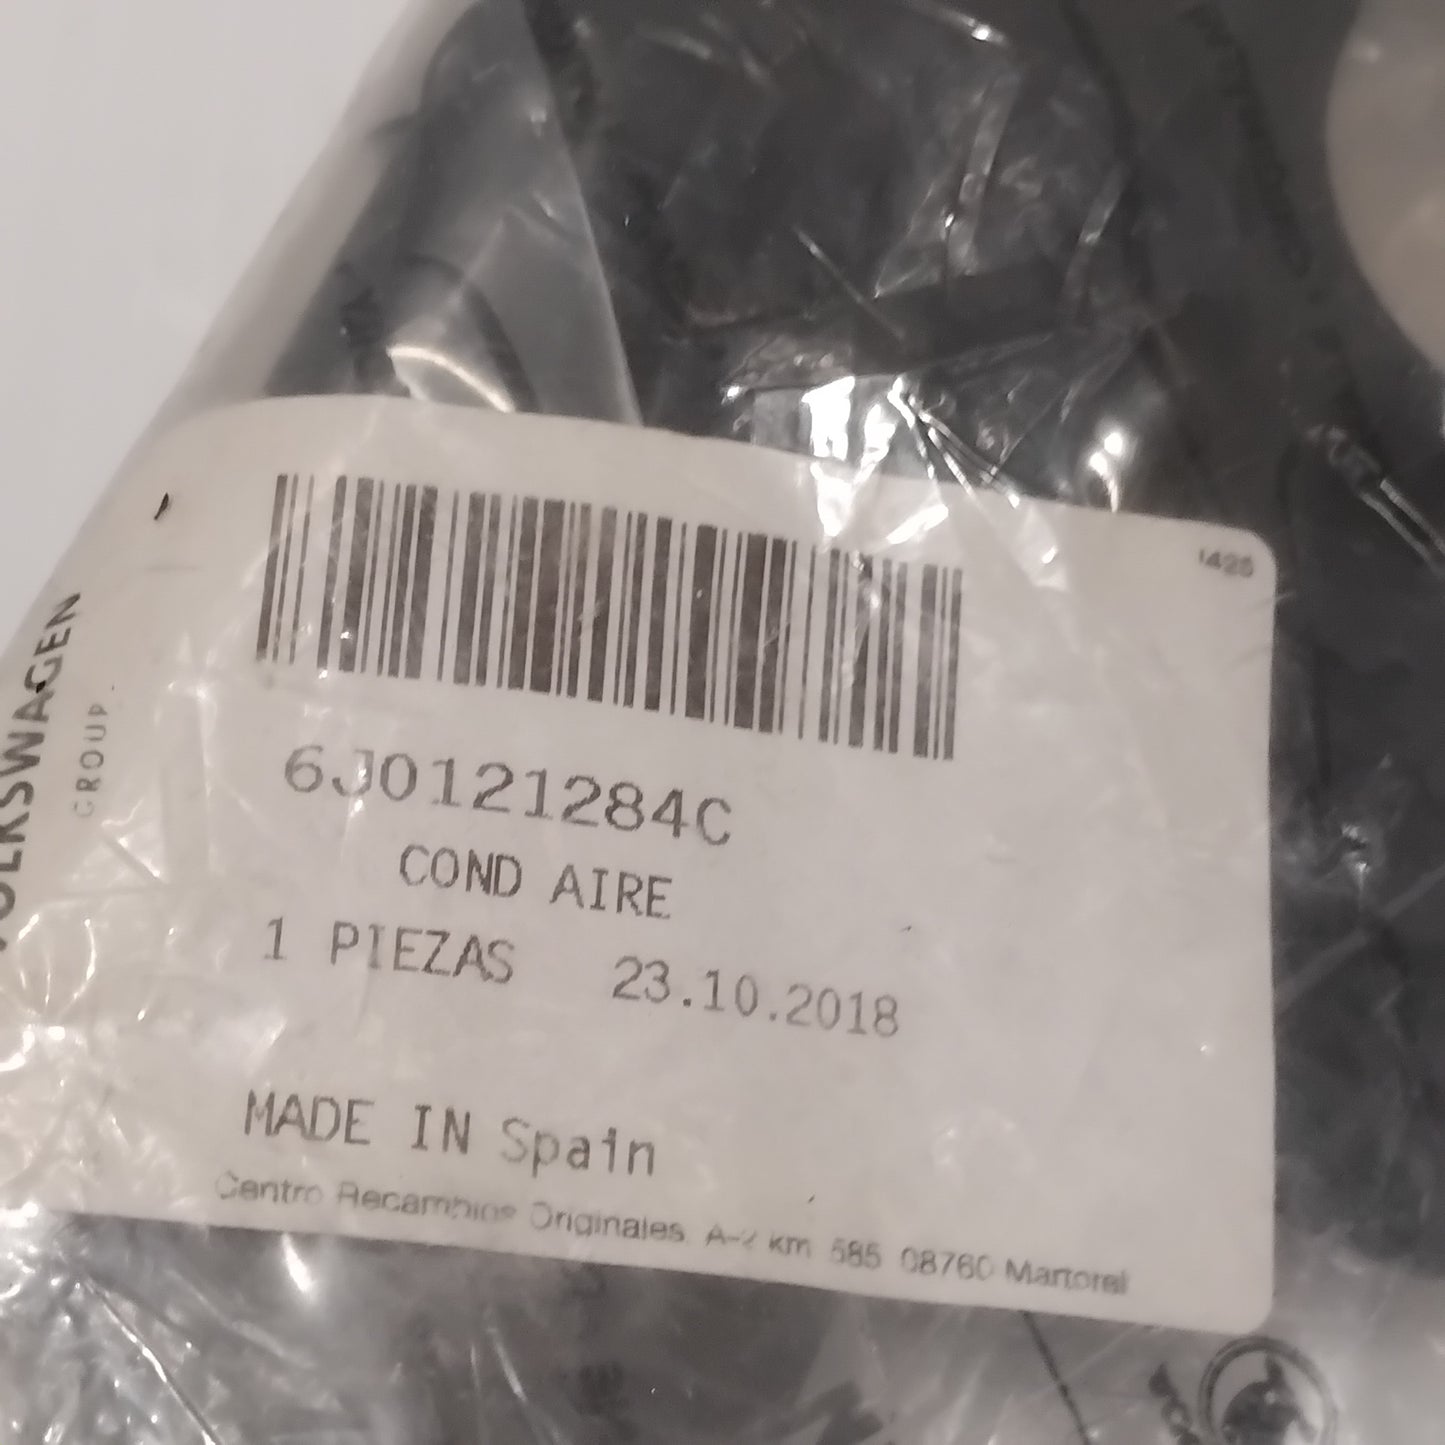 1425
VOLKSWAGEN
GROUP
6J0121284C
COND AIRE
1 PIEZAS 23.10.2018
MADE IN Spain
Centro Recambios Originales A-2 km 585 08760 Martorell